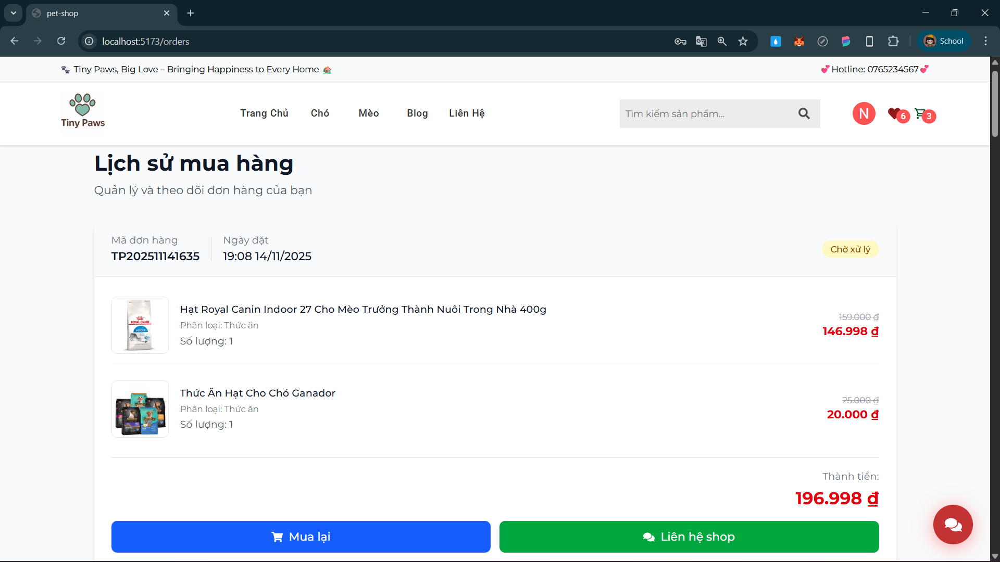 pet-shop
localhost:5173/orders
School
🐾 Tiny Paws, Big Love – Bringing Happiness to Every Home 🏠
💕 Hotline: 0765234567 💕
Tiny Paws
Trang Chủ Chó Mèo Blog Liên Hệ
Tìm kiếm sản phẩm...
N
6
3
Lịch sử mua hàng
Quản lý và theo dõi đơn hàng của bạn
Mã đơn hàng
TP202511141635
Ngày đặt
19:08 14/11/2025
Chờ xử lý
ROYAL CANIN
INDOOR
Hạt Royal Canin Indoor 27 Cho Mèo Trưởng Thành Nuôi Trong Nhà 400g
Phân loại: Thức ăn
Số lượng: 1
159.000 ₫
146.998 ₫
Thức Ăn Hạt Cho Chó Ganador
Phân loại: Thức ăn
Số lượng: 1
25.000 ₫
20.000 ₫
Thành tiền:
196.998 ₫
Mua lại
Liên hệ shop